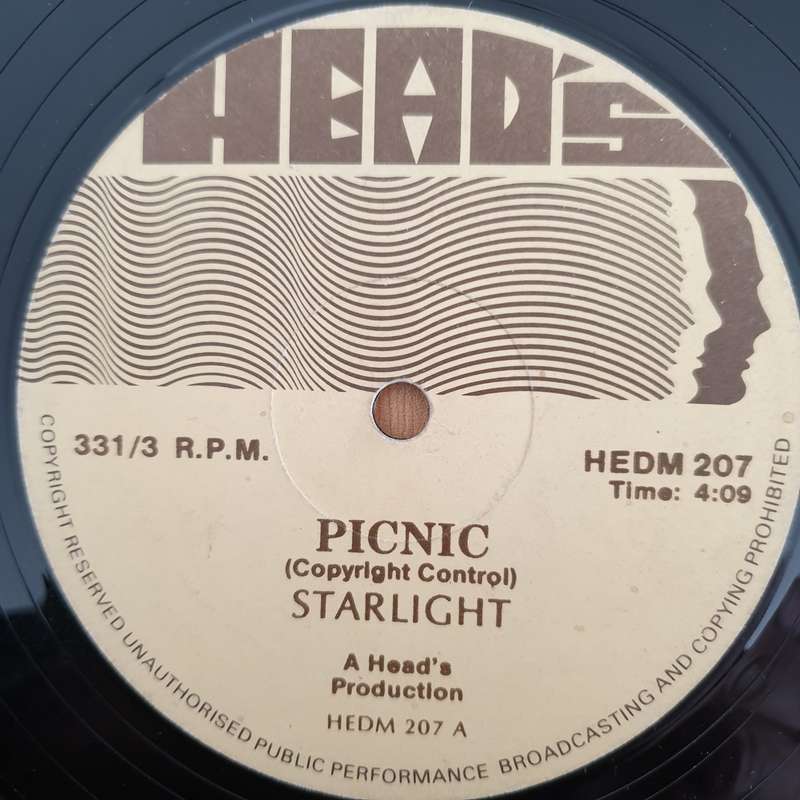 HEAD'S
331/3 R.P.M.
HEDM 207
Time: 4:09
PICNIC
(Copyright Control)
STARLIGHT
A Head's
Production
HEDM 207 A
COPYRIGHT RESERVED UNAUTHORISED PUBLIC PERFORMANCE BROADCASTING AND COPYING PROHIBITED